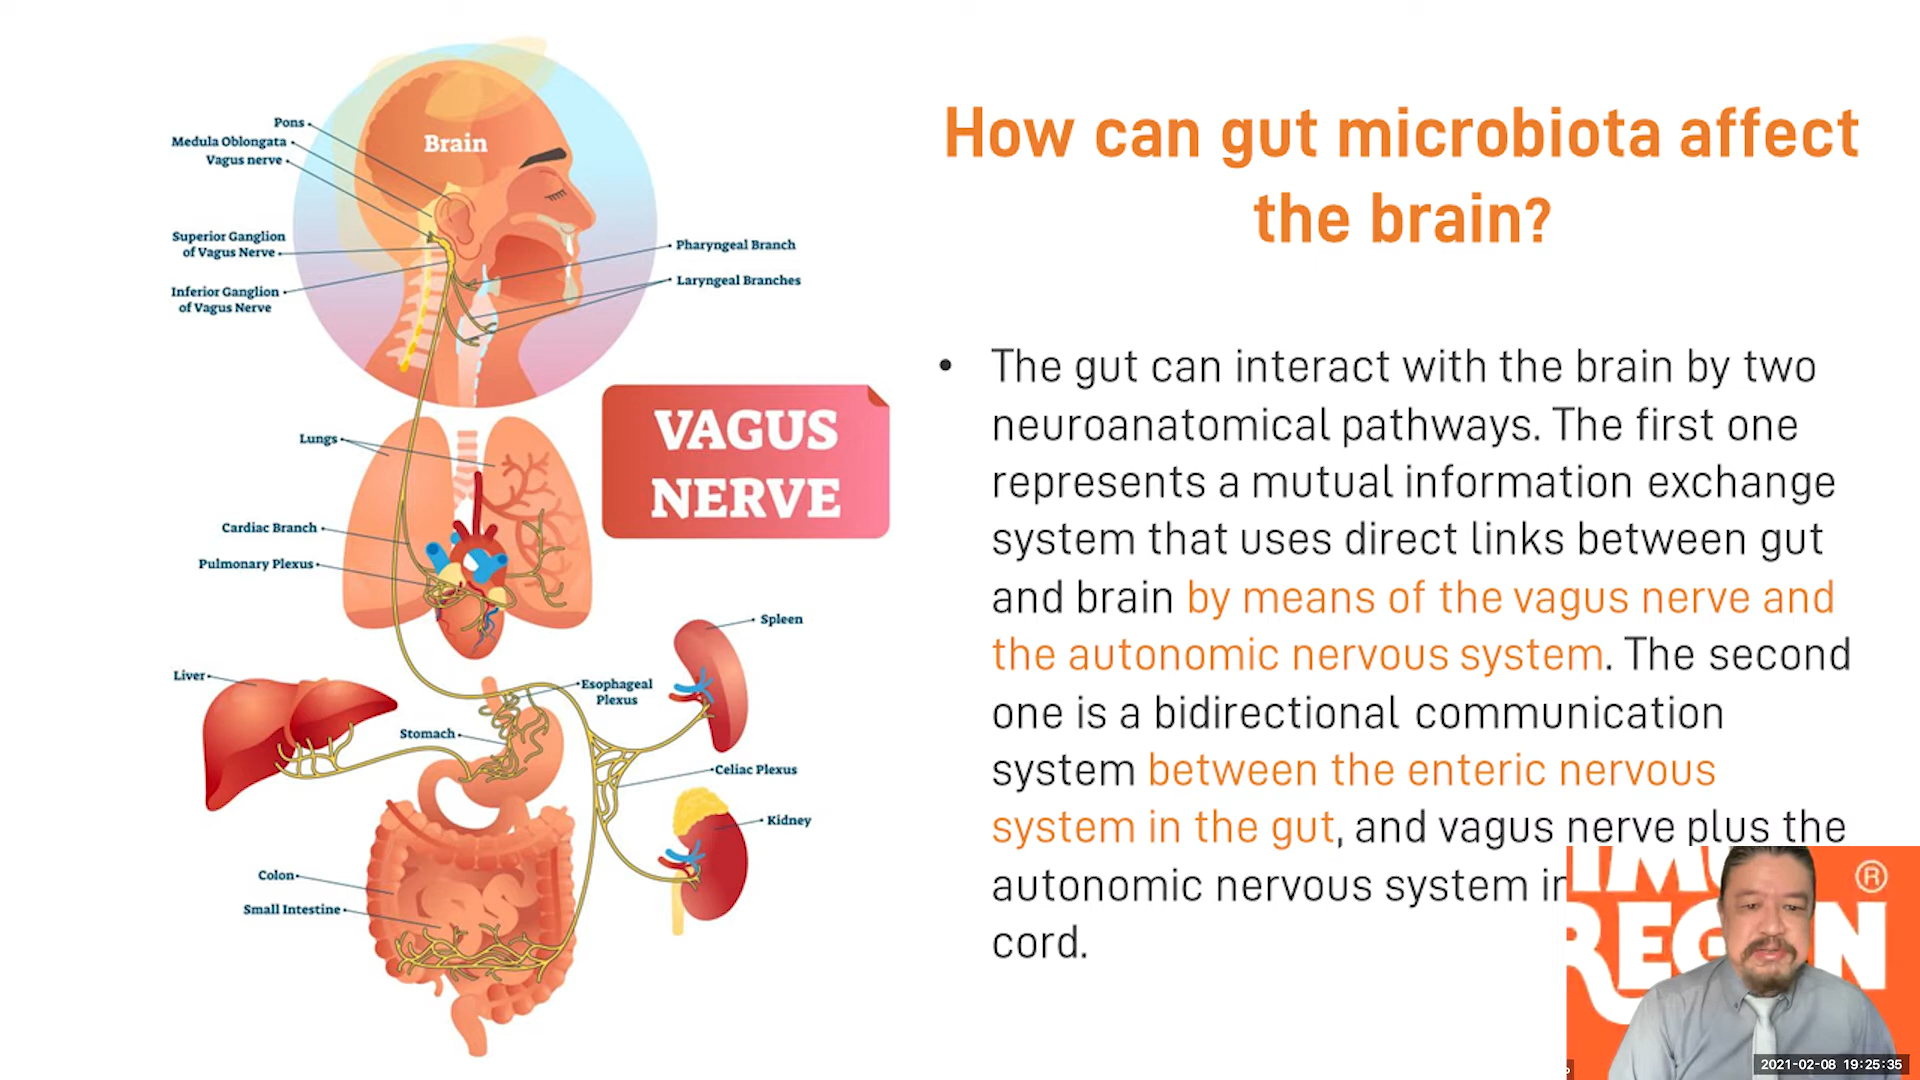 How can gut microbiota affect
the brain?
Brain
Pons
Medula Oblongata
Vagus nerve
Superior Ganglion
of Vagus Nerve
Inferior Ganglion
of Vagus Nerve
Pharyngeal Branch
Laryngeal Branches
VAGUS
NERVE
Lungs
Cardiac Branch
Pulmonary Plexus
Spleen
Liver
Esophageal
Plexus
Stomach
Celiac Plexus
Kidney
Colon
Small Intestine
• The gut can interact with the brain by two
neuroanatomical pathways. The first one
represents a mutual information exchange
system that uses direct links between gut
and brain by means of the vagus nerve and
the autonomic nervous system. The second
one is a bidirectional communication
system between the enteric nervous
system in the gut, and vagus nerve plus the
autonomic nervous system in
cord.
®
2021-02-08 19:25:35